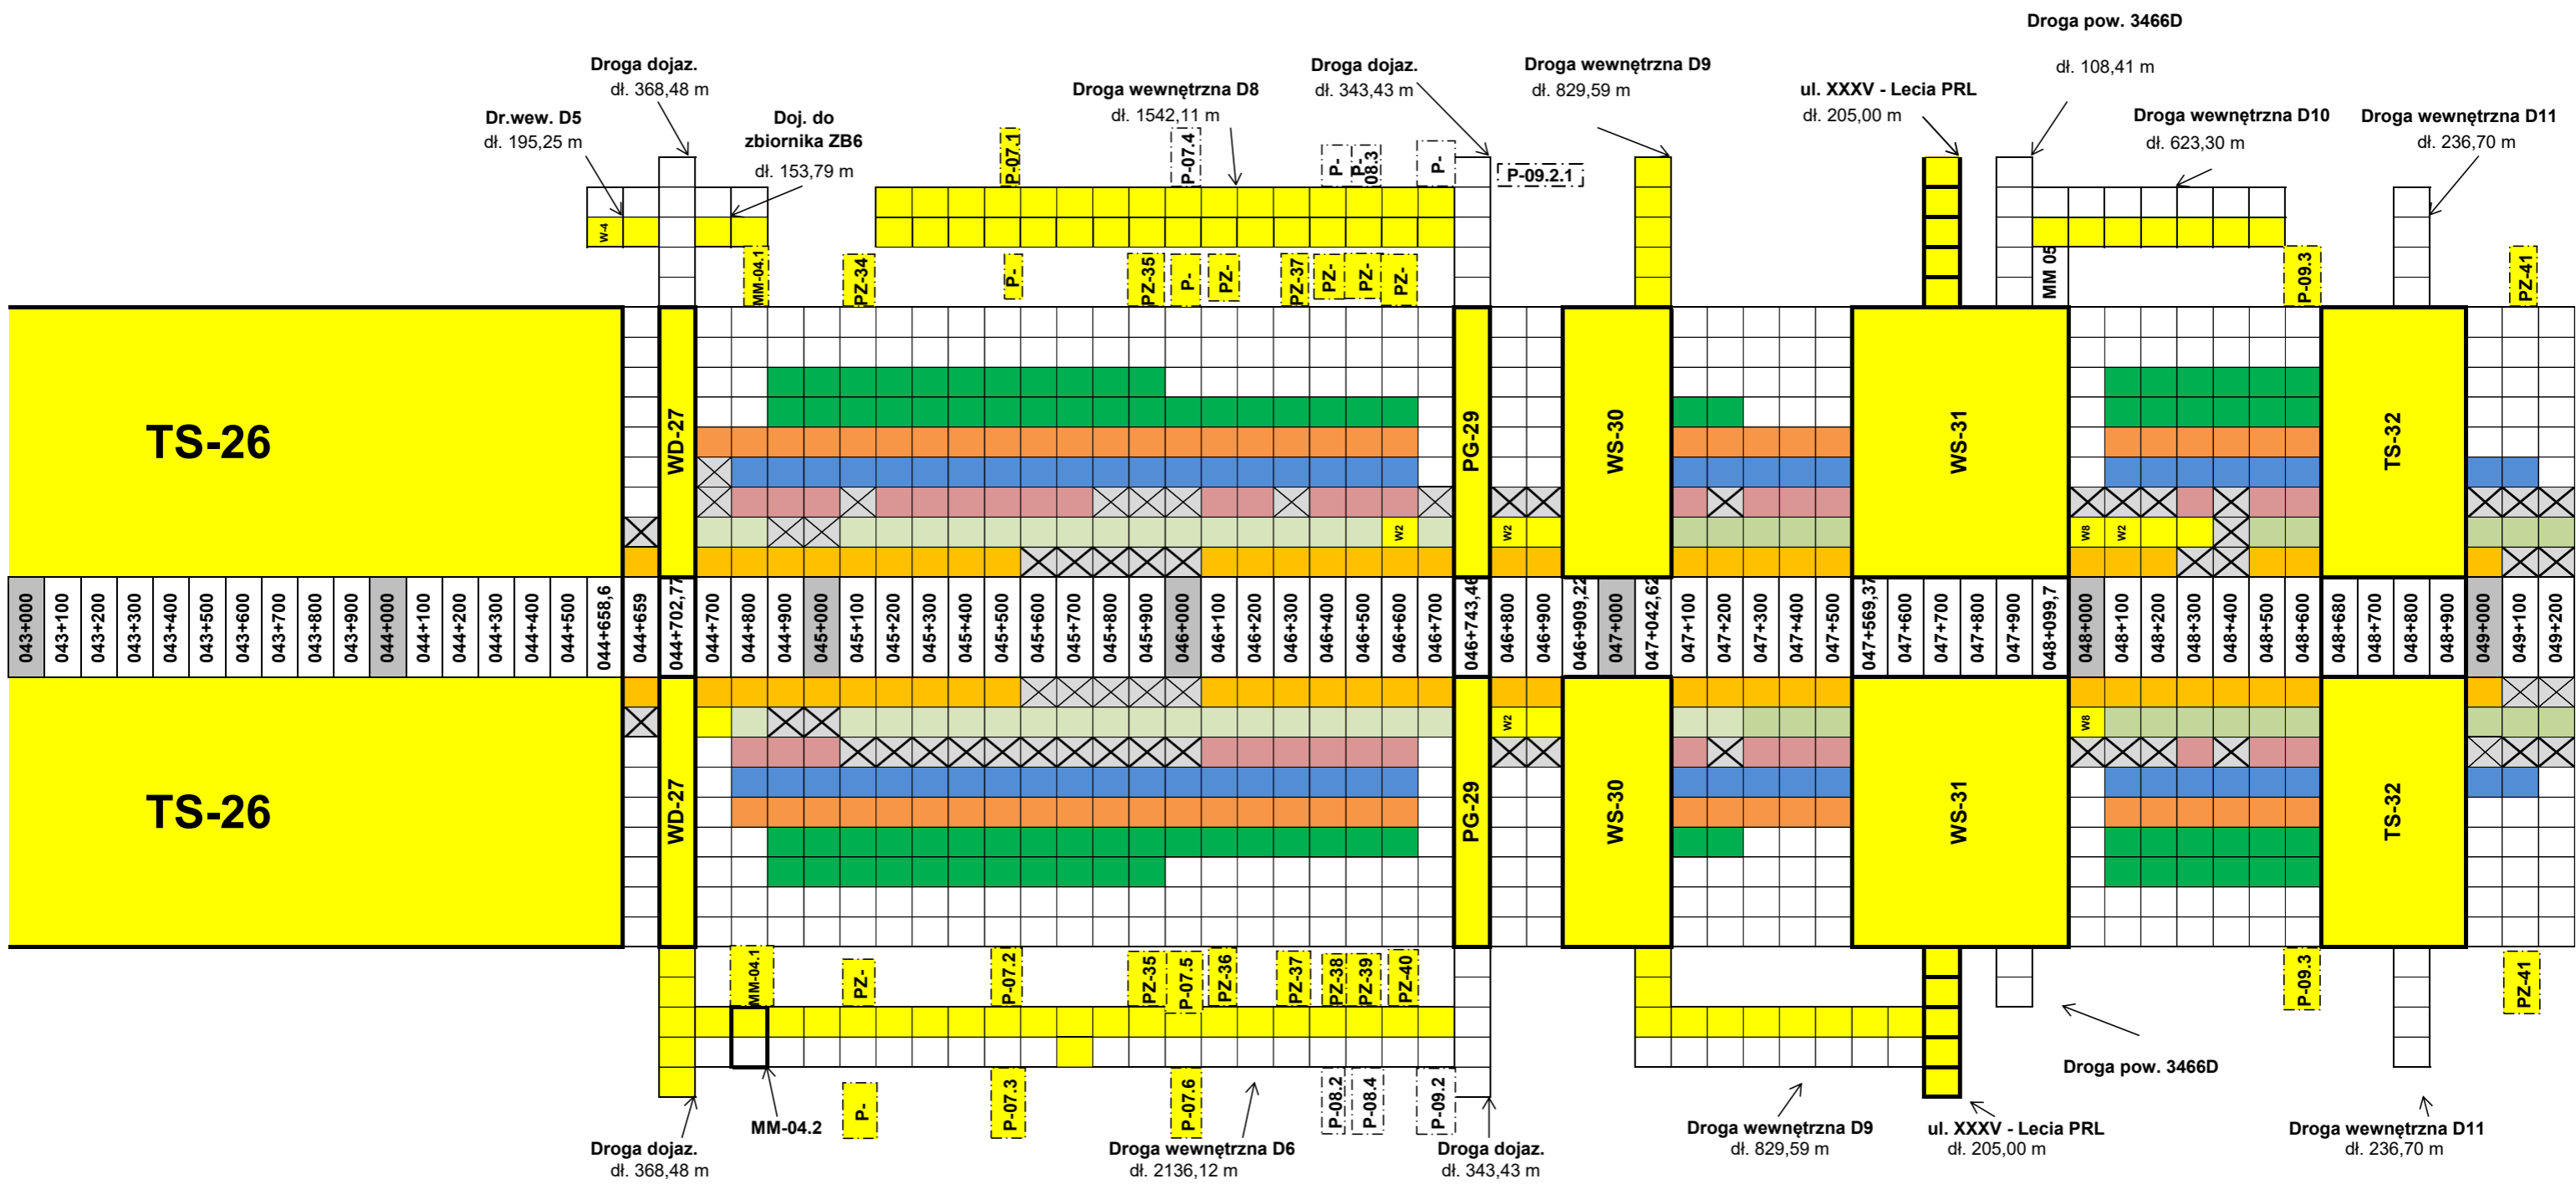 Droga pow. 3466D
dł. 108,41 m
Droga dojaz.
dł. 368,48 m
Droga dojaz.
dł. 343,43 m
Droga wewnętrzna D9
dł. 829,59 m
Dr.wew. D5
dł. 195,25 m
Doj. do
zbiornika ZB6
dł. 153,79 m
Droga wewnętrzna D8
dł. 1542,11 m
ul. XXXV - Lecia PRL
dł. 205,00 m
Droga wewnętrzna D10
dł. 623,30 m
Droga wewnętrzna D11
dł. 236,70 m
P-07.1
P-07.4
P-
P-08.3
P-
P-09.2.1
W-4
MM-04.1
PZ-34
P-
PZ-35
P-
PZ-
PZ-37
PZ-
PZ-
PZ-
MM 05
P-09.3
PZ-41
TS-26
WD-27
PG-29
WS-30
WS-31
TS-32
W2
W2
W8
W2
043+000
043+100
043+200
043+300
043+400
043+500
043+600
043+700
043+800
043+900
044+000
044+100
044+200
044+300
044+400
044+500
044+658,6
044+659
044+702,77
044+700
044+800
044+900
045+000
045+100
045+200
045+300
045+400
045+500
045+600
045+700
045+800
045+900
046+000
046+100
046+200
046+300
046+400
046+500
046+600
046+700
046+743,46
046+800
046+900
046+909,22
047+000
047+042,62
047+100
047+200
047+300
047+400
047+500
047+569,37
047+600
047+700
047+800
047+900
048+099,7
048+000
048+100
048+200
048+300
048+400
048+500
048+600
048+680
048+700
048+800
048+900
049+000
049+100
049+200
W2
W8
TS-26
WD-27
PG-29
WS-30
WS-31
TS-32
MM-04.1
PZ-
P-07.2
PZ-35
P-07.5
PZ-36
PZ-37
PZ-38
PZ-39
PZ-40
P-09.3
PZ-41
P-
P-07.3
P-07.6
P-08.2
P-08.4
P-09.2
MM-04.2
Droga pow. 3466D
Droga dojaz.
dł. 368,48 m
Droga wewnętrzna D6
dł. 2136,12 m
Droga dojaz.
dł. 343,43 m
Droga wewnętrzna D9
dł. 829,59 m
ul. XXXV - Lecia PRL
dł. 205,00 m
Droga wewnętrzna D11
dł. 236,70 m